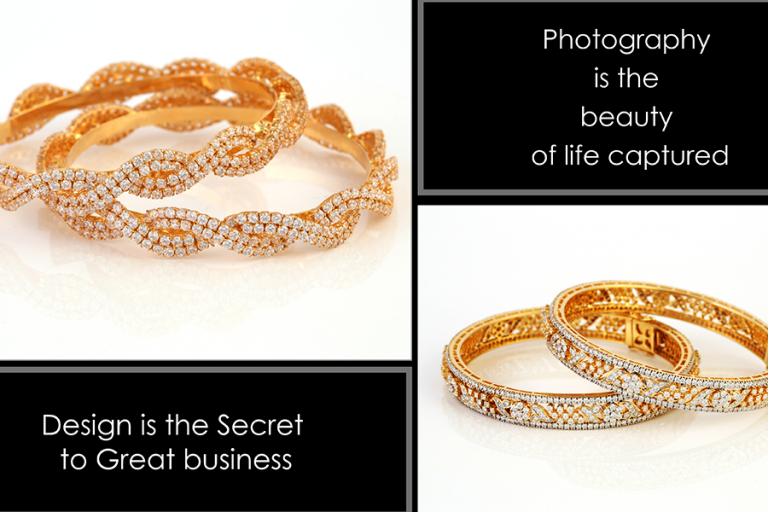 Photography
is the
beauty
of life captured
Design is the Secret
to Great business